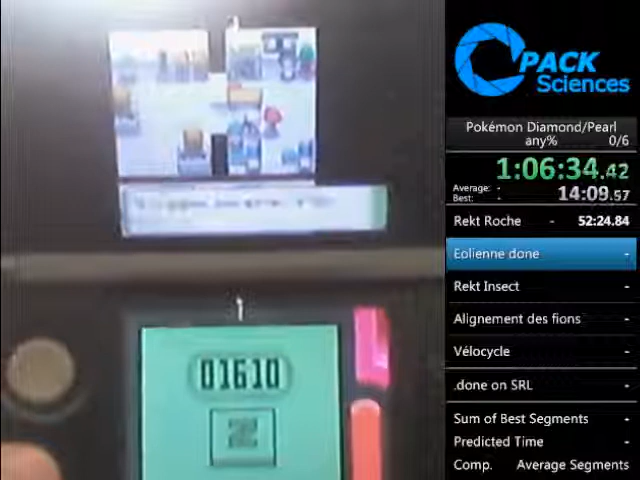 PACK
Sciences
Pokémon Diamond/Pearl
any% 0/6
1:06:34.42
Average: -
Best: - 14:09.57
Rekt Roche - 52:24.84
Eolienne done -
Rekt Insect -
Alignement des fions -
Vélocycle -
.done on SRL -
Sum of Best Segments -
Predicted Time -
Comp. Average Segments
01610